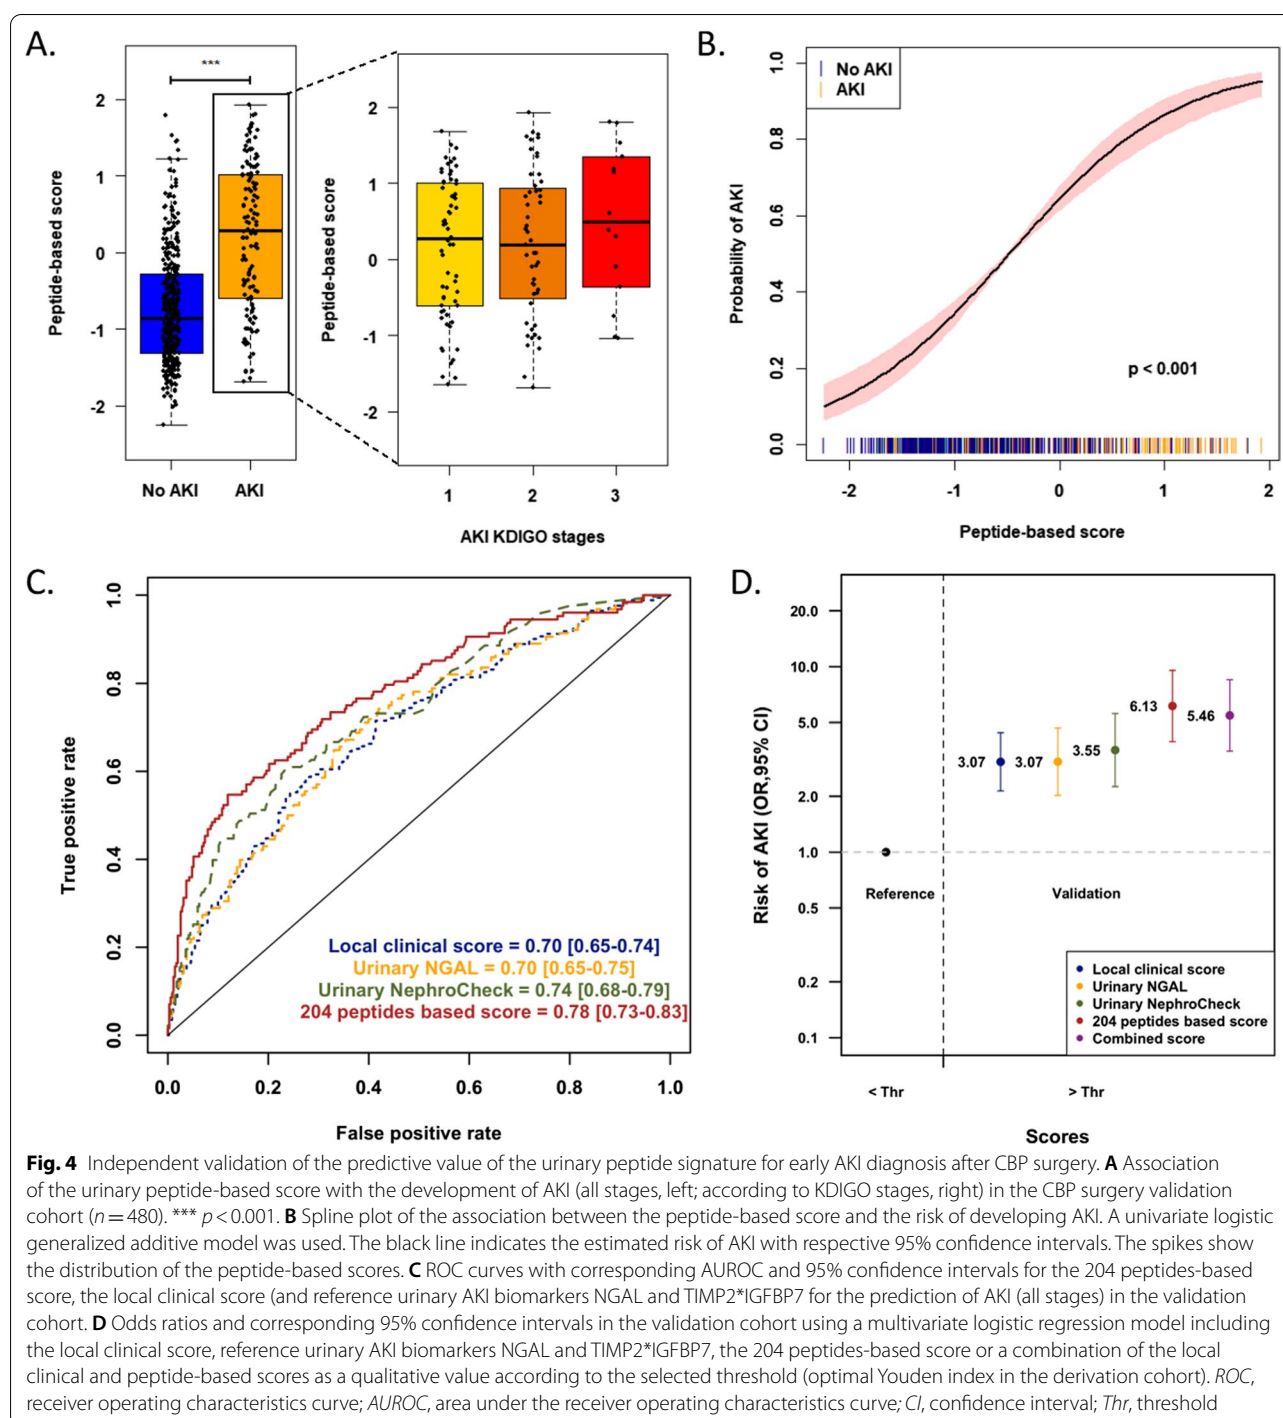 A.
***
Peptide-based score
2
1
0
-1
-2
No AKI
AKI
Peptide-based score
2
1
0
-1
-2
1
2
3
AKI KDIGO stages
B.
No AKI
AKI
Probability of AKI
1.0
0.8
0.6
0.4
0.2
0.0
p < 0.001
-2
-1
0
1
2
Peptide-based score
C.
True positive rate
1.0
0.8
0.6
0.4
0.2
0.0
Local clinical score = 0.70 [0.65-0.74]
Urinary NGAL = 0.70 [0.65-0.75]
Urinary NephroCheck = 0.74 [0.68-0.79]
204 peptides based score = 0.78 [0.73-0.83]
0.0
0.2
0.4
0.6
0.8
1.0
False positive rate
D.
Risk of AKI (OR,95% CI)
20.0
10.0
5.0
2.0
1.0
0.5
0.2
0.1
3.07
3.07
3.55
6.13
5.46
Reference
Validation
Local clinical score
Urinary NGAL
Urinary NephroCheck
204 peptides based score
Combined score
< Thr
> Thr
Scores
Fig. 4 Independent validation of the predictive value of the urinary peptide signature for early AKI diagnosis after CBP surgery. A Association
of the urinary peptide-based score with the development of AKI (all stages, left; according to KDIGO stages, right) in the CBP surgery validation
cohort (n = 480). *** p < 0.001. B Spline plot of the association between the peptide-based score and the risk of developing AKI. A univariate logistic
generalized additive model was used. The black line indicates the estimated risk of AKI with respective 95% confidence intervals. The spikes show
the distribution of the peptide-based scores. C ROC curves with corresponding AUROC and 95% confidence intervals for the 204 peptides-based
score, the local clinical score (and reference urinary AKI biomarkers NGAL and TIMP2*IGFBP7 for the prediction of AKI (all stages) in the validation
cohort. D Odds ratios and corresponding 95% confidence intervals in the validation cohort using a multivariate logistic regression model including
the local clinical score, reference urinary AKI biomarkers NGAL and TIMP2*IGFBP7, the 204 peptides-based score or a combination of the local
clinical and peptide-based scores as a qualitative value according to the selected threshold (optimal Youden index in the derivation cohort). ROC,
receiver operating characteristics curve; AUROC, area under the receiver operating characteristics curve; CI, confidence interval; Thr, threshold